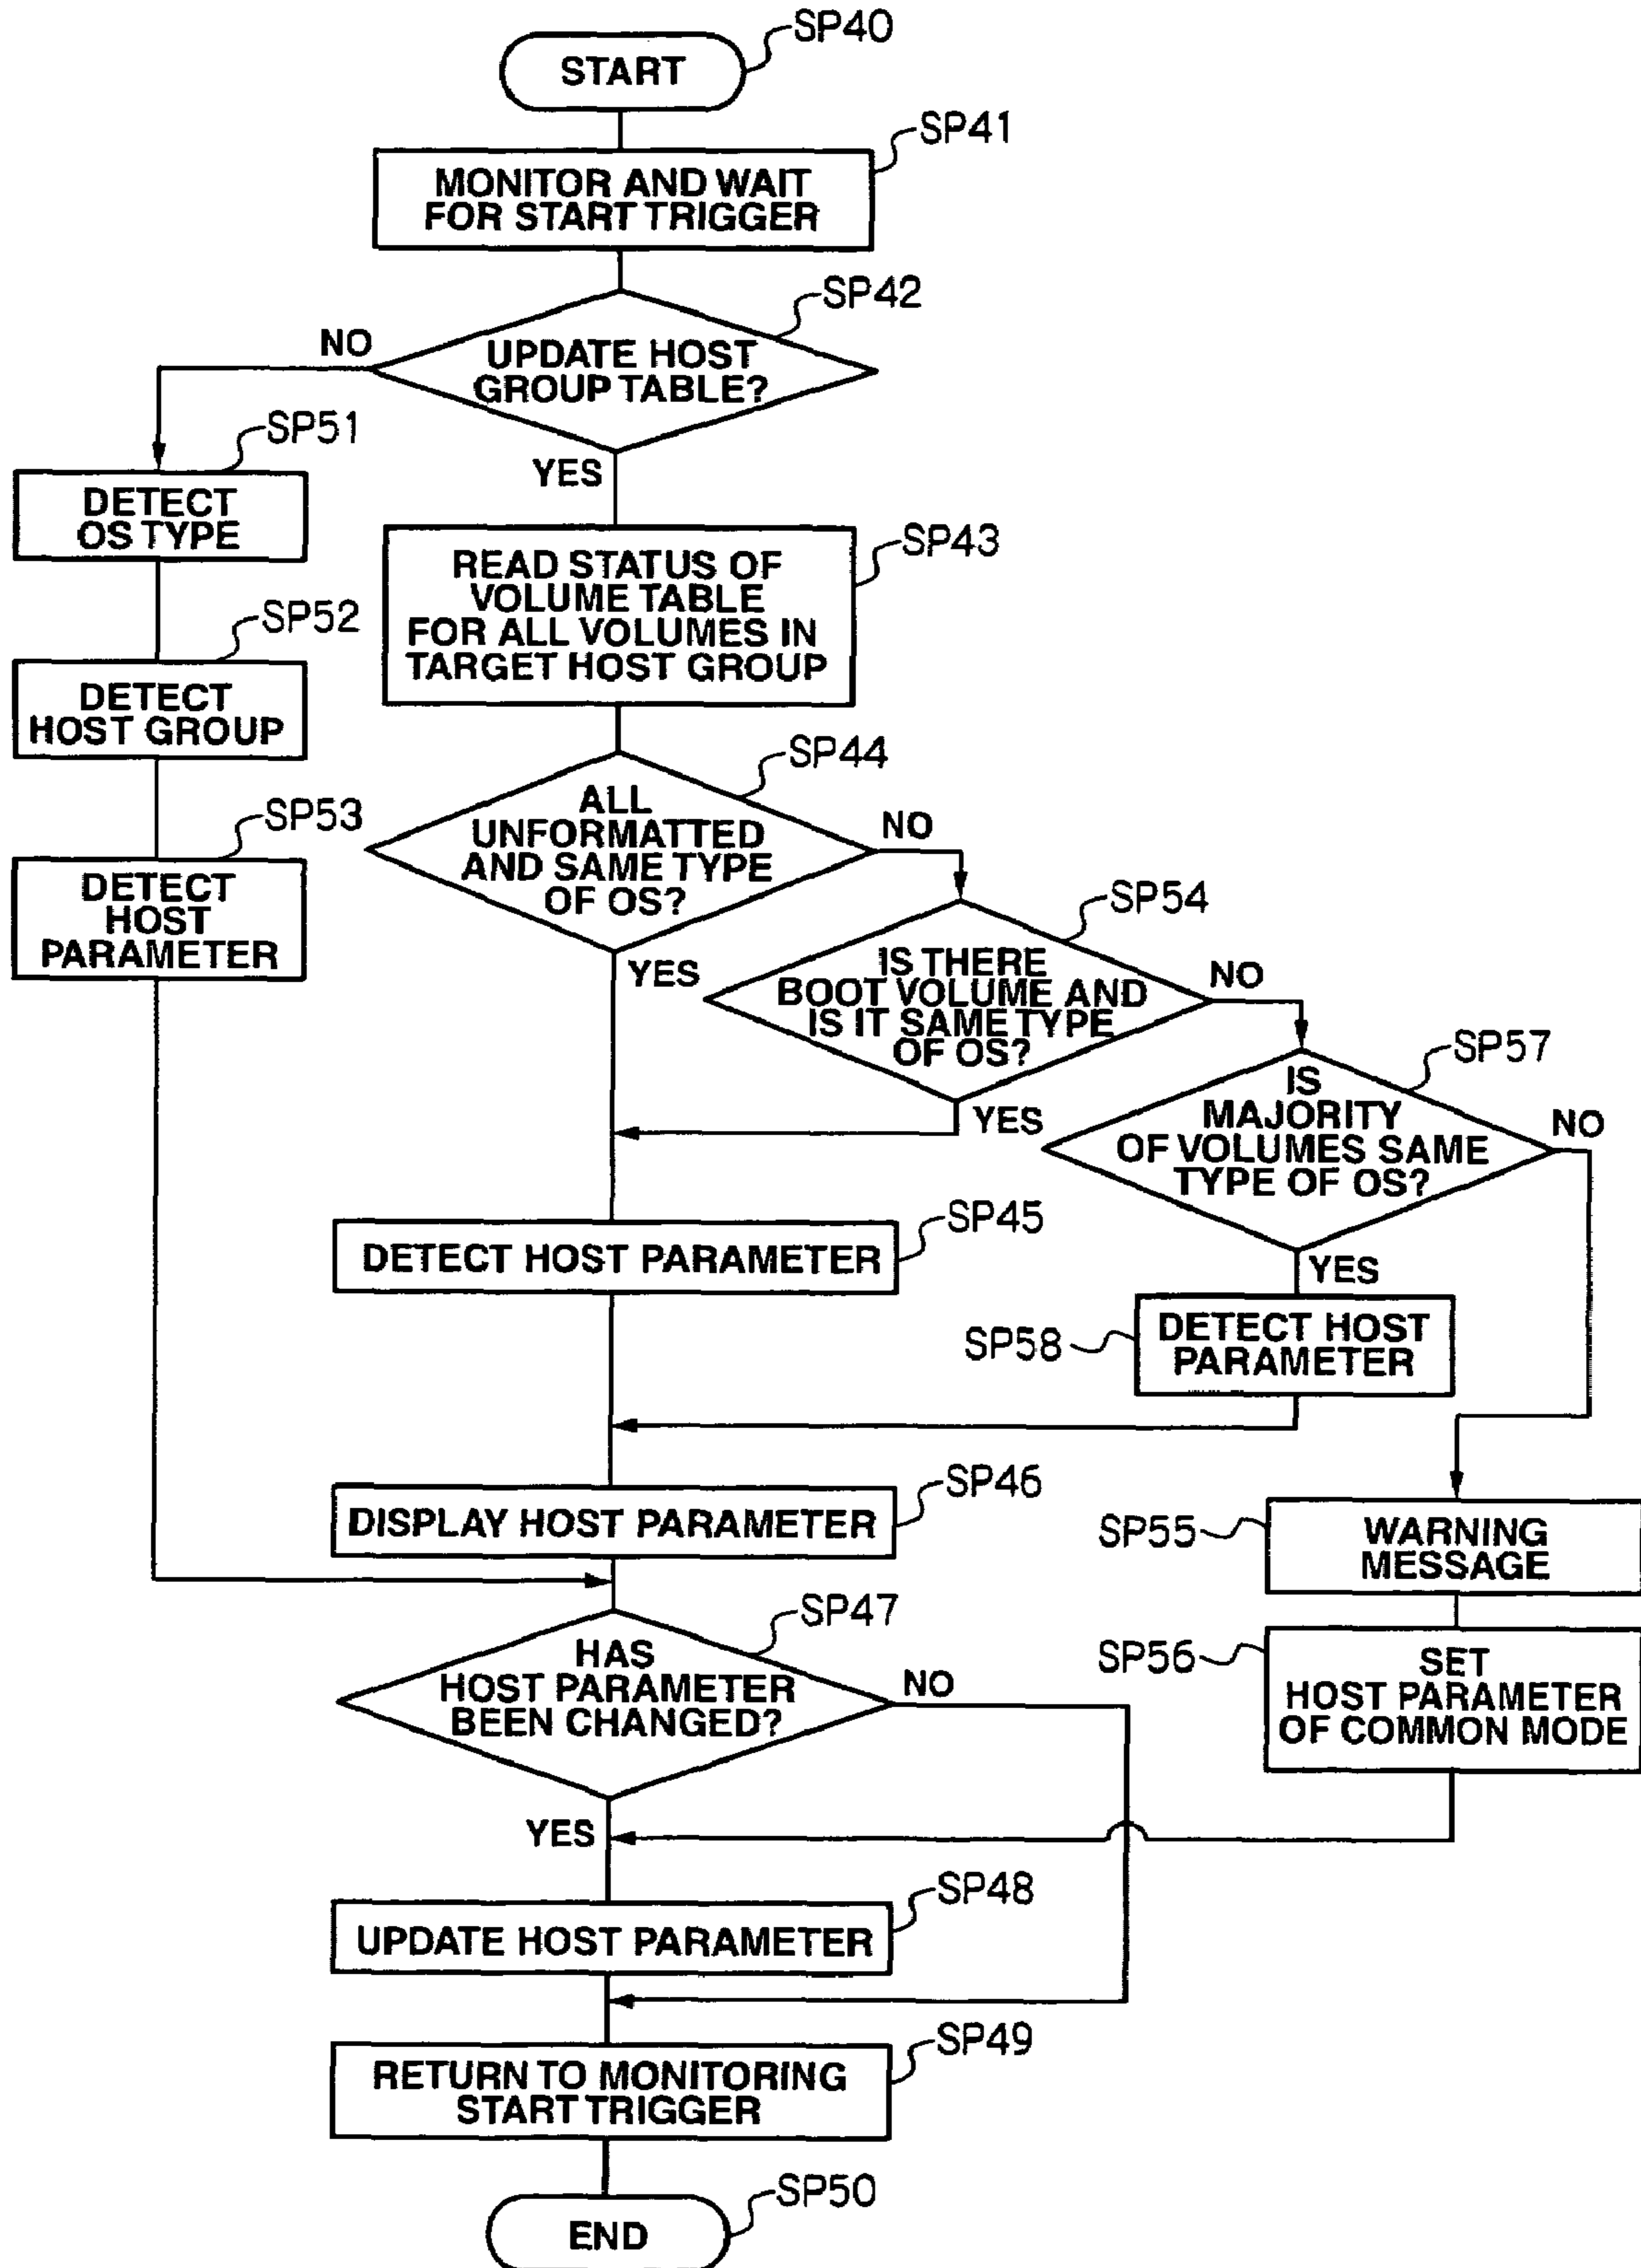 SP40
START
SP41
MONITOR AND WAIT
FOR START TRIGGER
SP42
NO
UPDATE HOST
GROUP TABLE?
YES
SP51
DETECT
OS TYPE
SP43
READ STATUS OF
VOLUME TABLE
FOR ALL VOLUMES IN
TARGET HOST GROUP
SP52
DETECT
HOST GROUP
SP44
ALL
UNFORMATTED
AND SAME TYPE
OF OS?
NO
YES
SP53
DETECT
HOST
PARAMETER
SP54
IS THERE
BOOT VOLUME AND
IS IT SAME TYPE
OF OS?
NO
YES
SP57
IS
MAJORITY
OF VOLUMES SAME
TYPE OF OS?
NO
YES
SP45
DETECT HOST PARAMETER
SP58
DETECT HOST
PARAMETER
SP46
DISPLAY HOST PARAMETER
SP55
WARNING
MESSAGE
SP47
HAS
HOST PARAMETER
BEEN CHANGED?
NO
YES
SP56
SET
HOST PARAMETER
OF COMMON MODE
SP48
UPDATE HOST PARAMETER
SP49
RETURN TO MONITORING
START TRIGGER
SP50
END